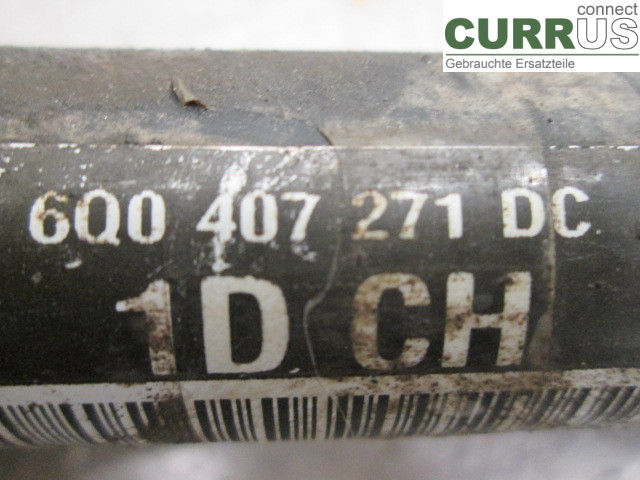 connect
CURRUS
Gebrauchte Ersatzteile
6Q0 407 271 DC
1D CH